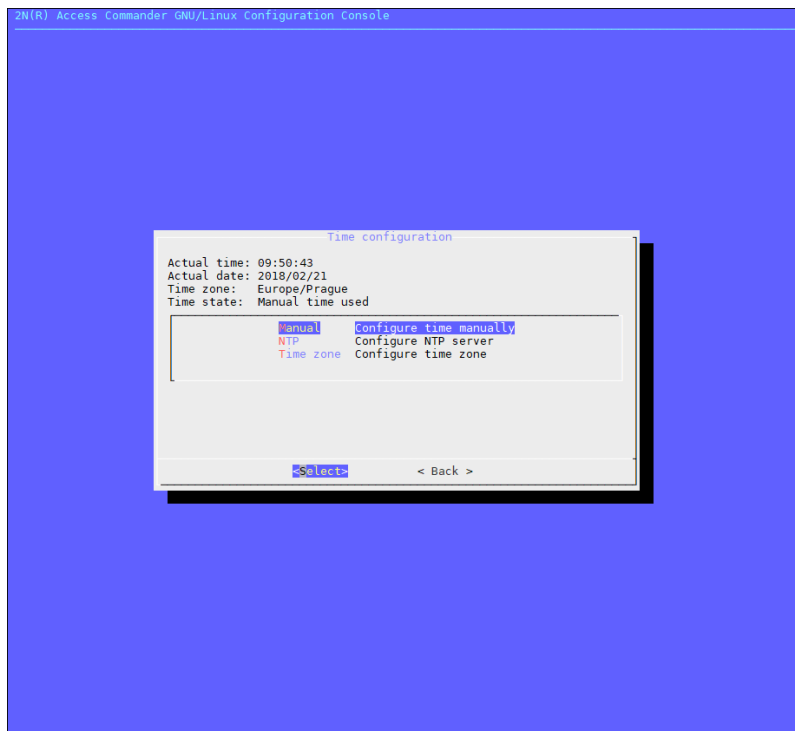 2N(R) Access Commander GNU/Linux Configuration Console
Time configuration
Actual time: 09:50:43
Actual date: 2018/02/21
Time zone: Europe/Prague
Time state: Manual time used
Manual Configure time manually
NTP Configure NTP server
Time zone Configure time zone
<Select> < Back >